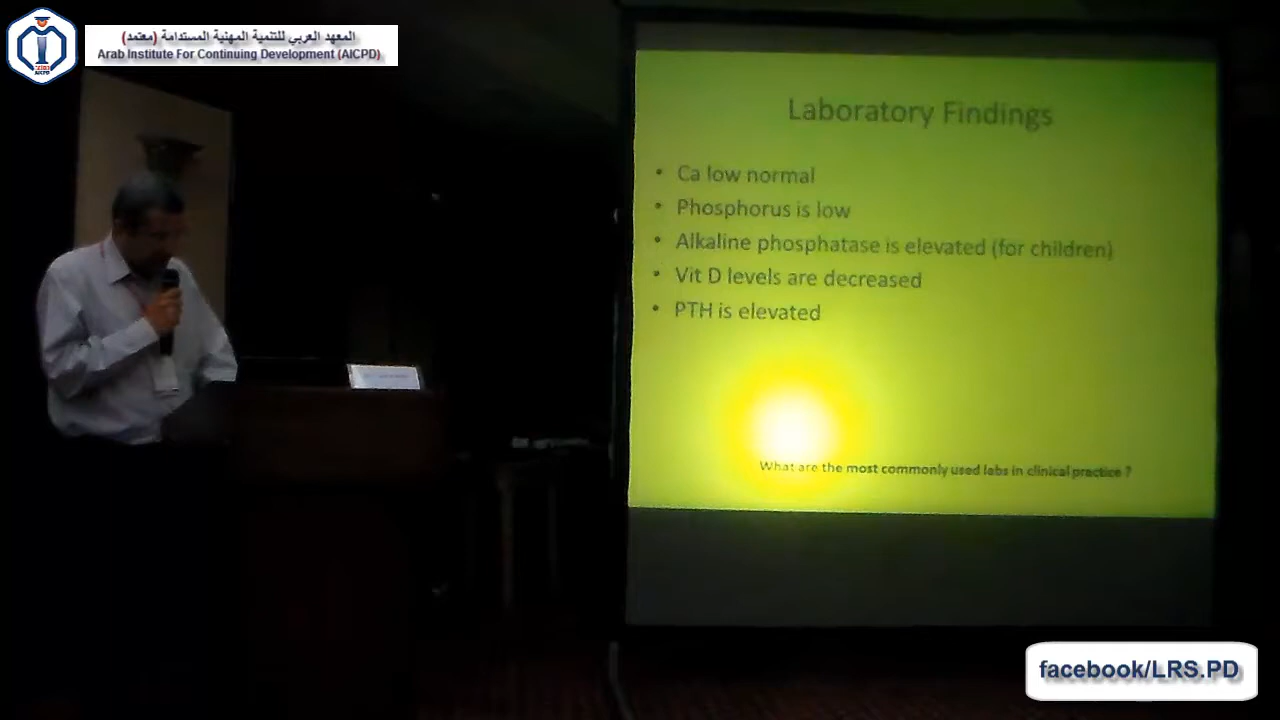 المعهد العربي للتنمية المهنية المستدامة (معتمد)
Arab Institute For Continuing Development (AICPD)
AICPD
Laboratory Findings
• Ca low normal
• Phosphorus is low
• Alkaline phosphatase is elevated (for children)
• Vit D levels are decreased
• PTH is elevated
What are the most commonly used labs in clinical practice ?
facebook/LRS.PD